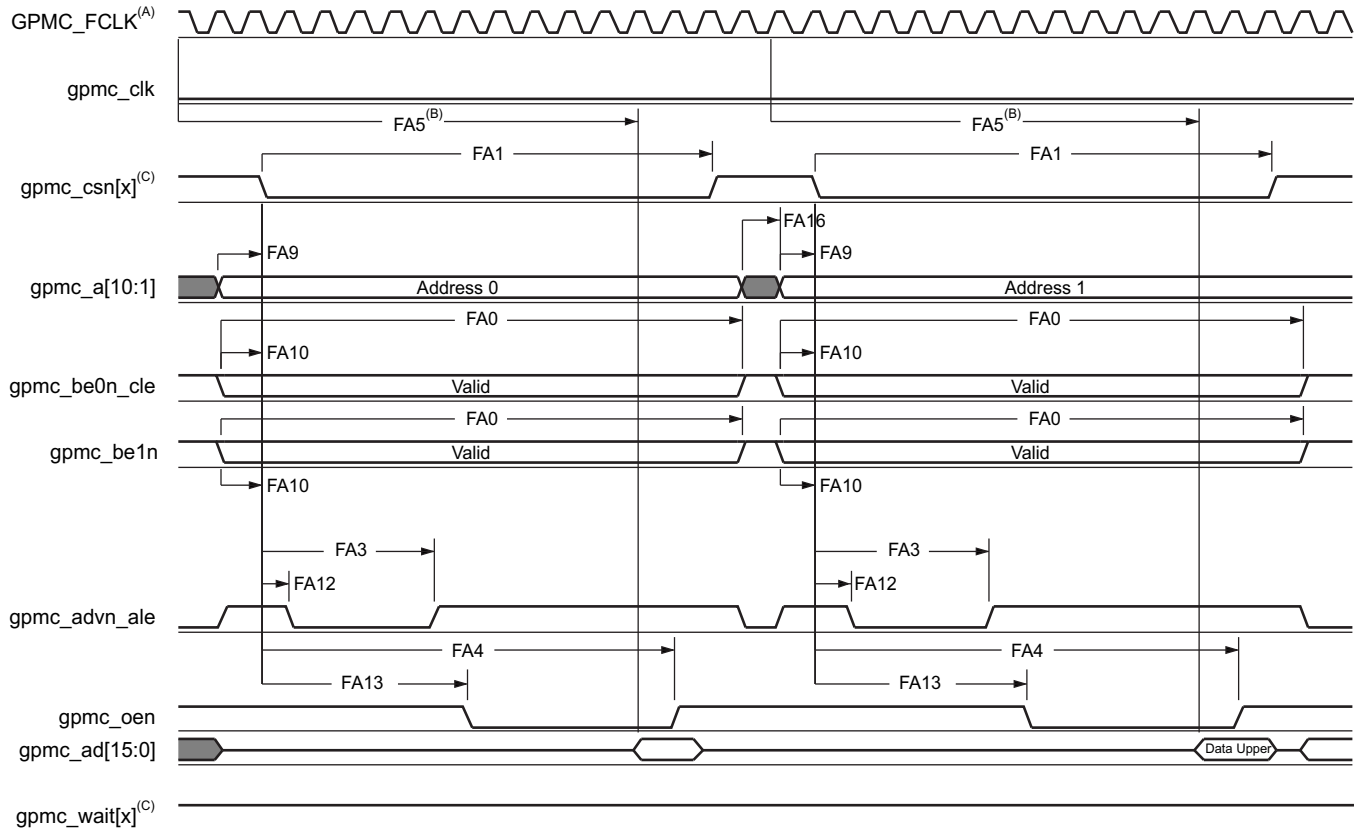 GPMC_FCLK(A)
gpmc_clk
FA5(B) FA5(B)
FA1 FA1
gpmc_csn[x](C)
FA16
FA9 FA9
gpmc_a[10:1] Address 0 Address 1
FA0 FA0
FA10 FA10
gpmc_be0n_cle Valid Valid
FA0 FA0
gpmc_be1n Valid Valid
FA10 FA10
FA3 FA3
FA12 FA12
gpmc_advn_ale
FA4 FA4
FA13 FA13
gpmc_oen
gpmc_ad[15:0] Data Upper
gpmc_wait[x](C)